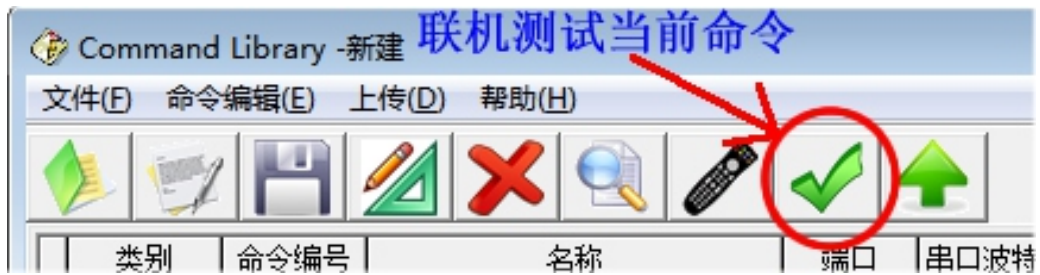 Command Library -新建 联机测试当前命令
文件(F) 命令编辑(E) 上传(D) 帮助(H)
类别 命令编号 名称 端口 串口波特